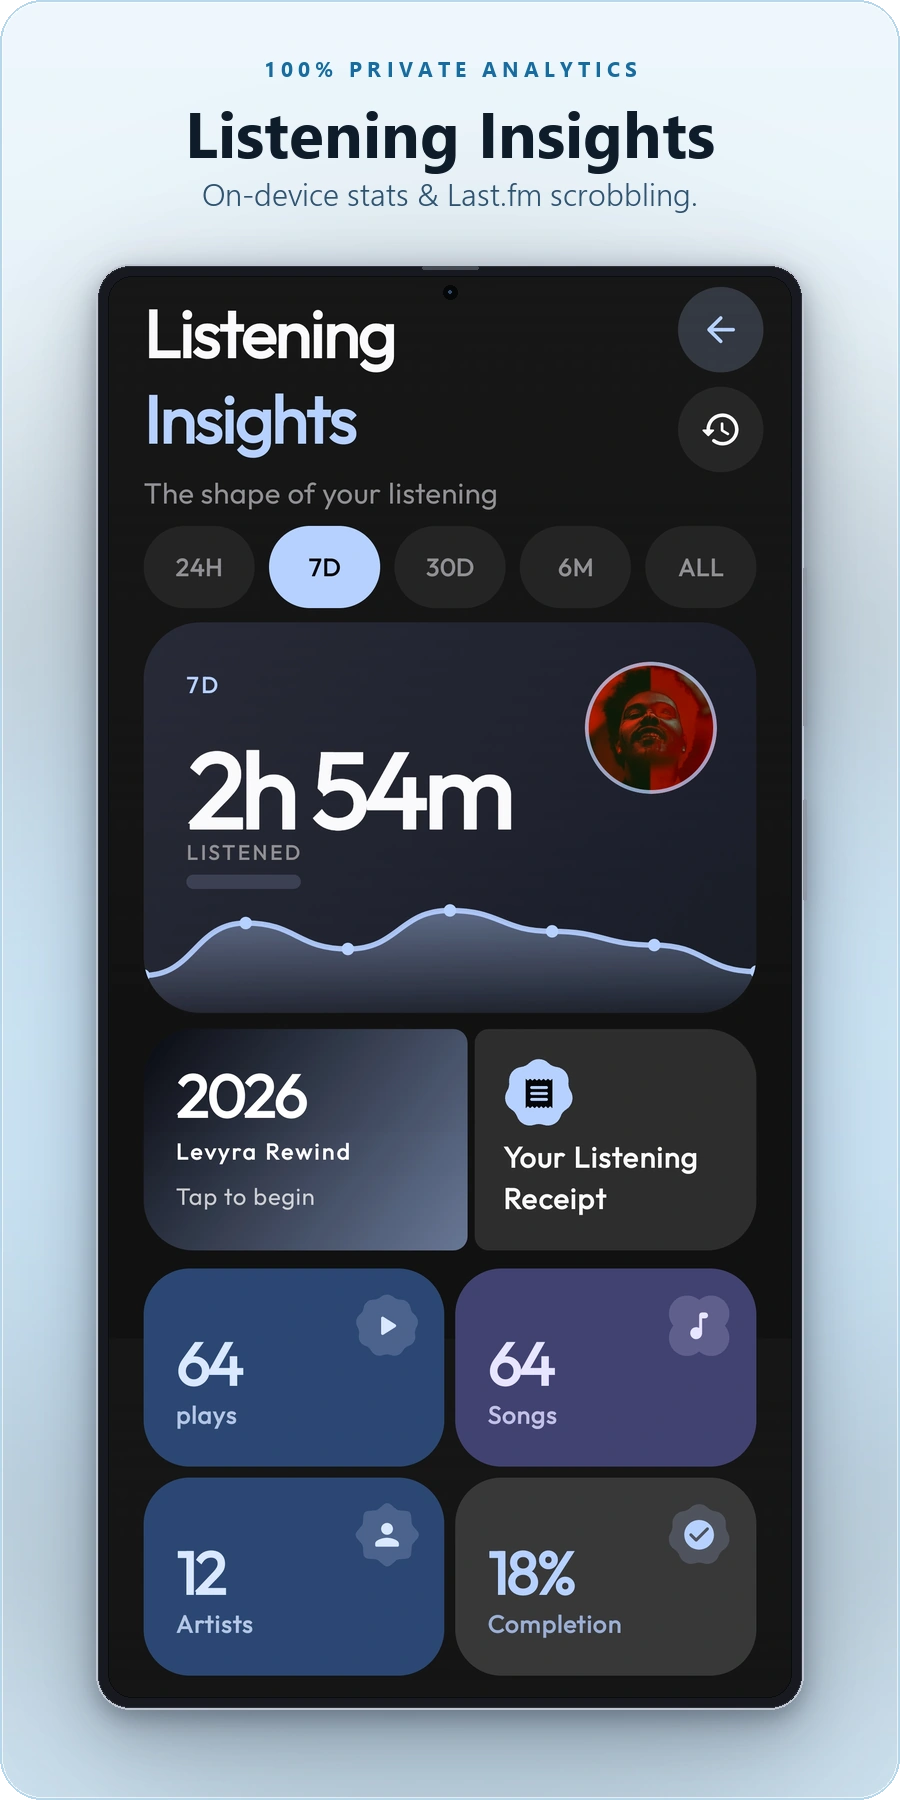 100% PRIVATE ANALYTICS
Listening Insights
On-device stats & Last.fm scrobbling.
Listening
Insights
The shape of your listening
24H
7D
30D
6M
ALL
7D
2h 54m
LISTENED
2026
Levyra Rewind
Tap to begin
Your Listening
Receipt
64
plays
64
Songs
12
Artists
18%
Completion